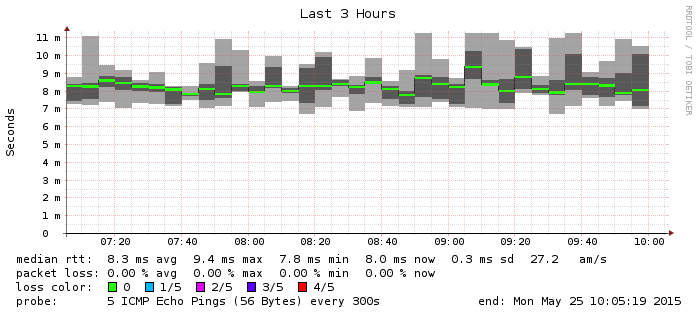 Last 3 Hours
RRDTOOL / TOBI OETIKER
Seconds
11 m
10 m
9 m
8 m
7 m
6 m
5 m
4 m
3 m
2 m
1 m
0
07:20 07:40 08:00 08:20 08:40 09:00 09:20 09:40 10:00
median rtt: 8.3 ms avg 9.4 ms max 7.8 ms min 8.0 ms now 0.3 ms sd 27.2 am/s
packet loss: 0.00 % avg 0.00 % max 0.00 % min 0.00 % now
loss color: 0 1/5 2/5 3/5 4/5
probe: 5 ICMP Echo Pings (56 Bytes) every 300s end: Mon May 25 10:05:19 2015